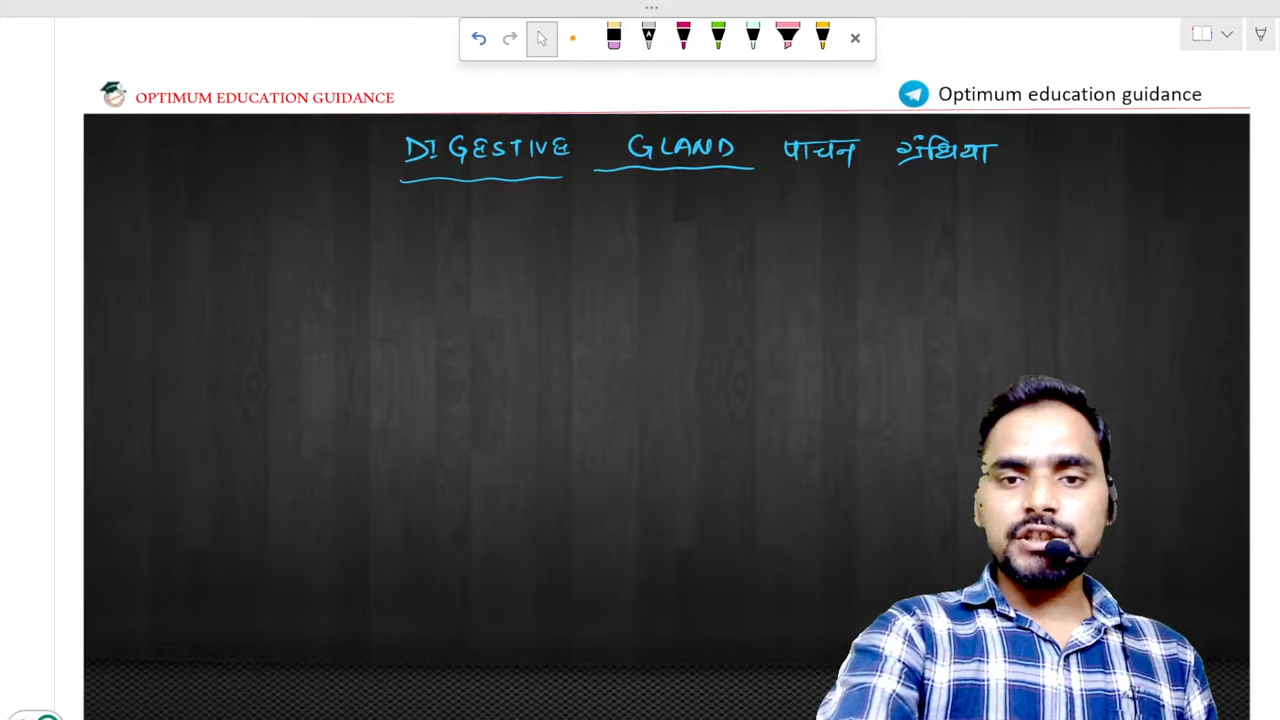 OPTIMUM EDUCATION GUIDANCE
Optimum education guidance
DIGESTIVE GLAND पाचन ग्रंथिया